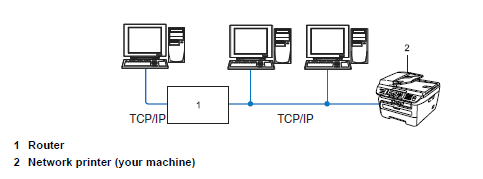 2
1
TCP/IP
TCP/IP
1 Router
2 Network printer (your machine)